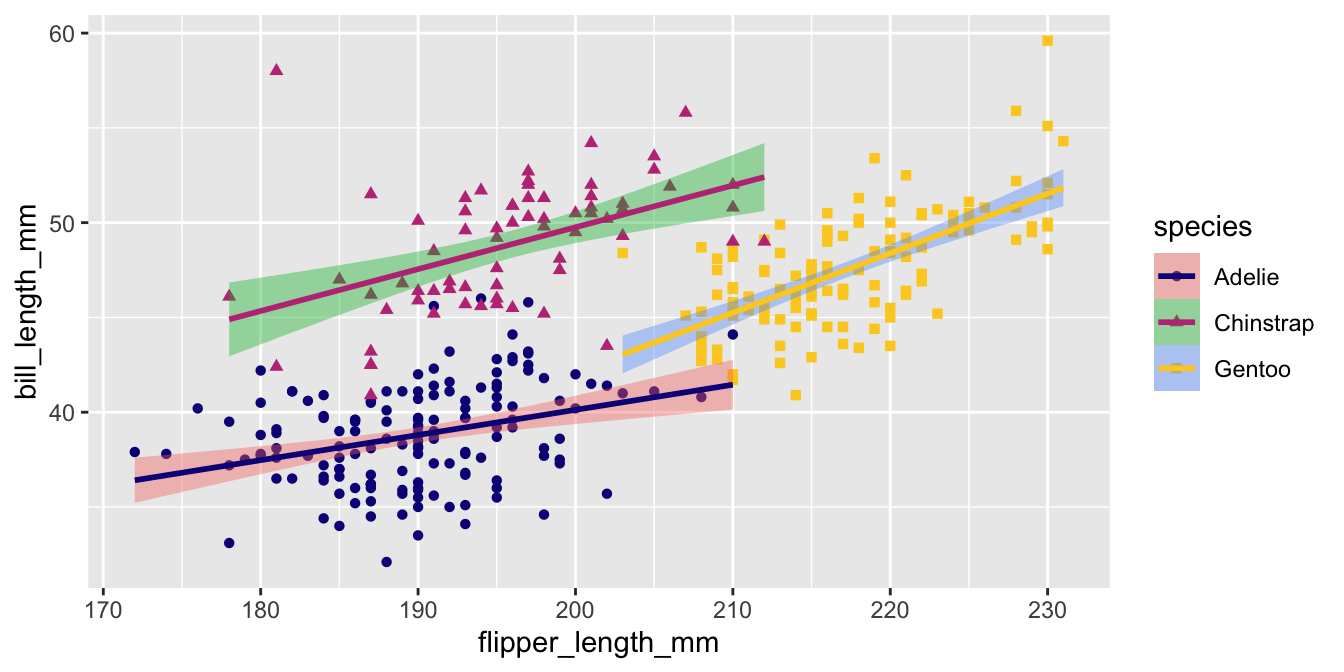 60
50
40
bill_length_mm
170 180 190 200 210 220 230
flipper_length_mm
species
Adelie
Chinstrap
Gentoo